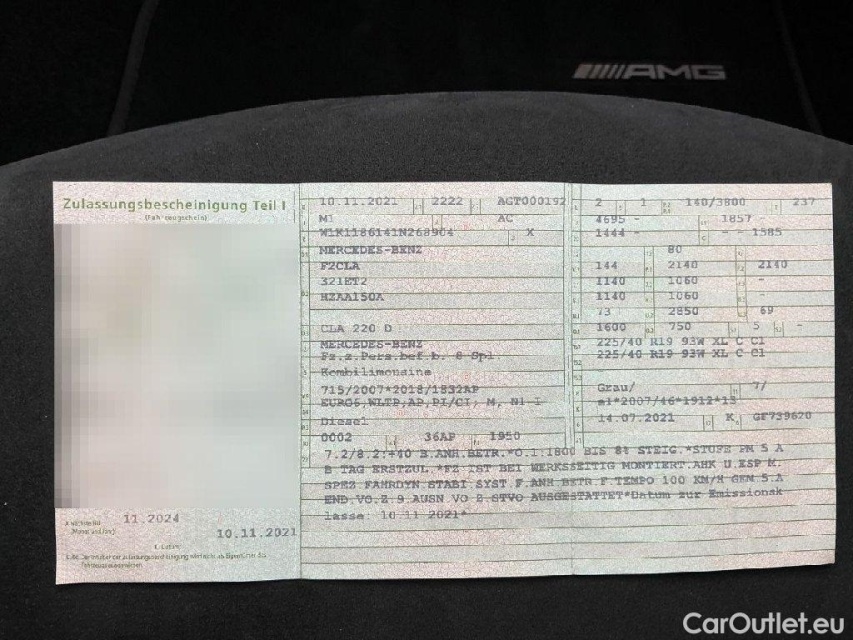 AMG
Zulassungsbescheinigung Teil I
(Fahrzeugschein)
10.11.2021 2222 AGT000192 2 1 140/3800 237
M1 AC 4695 - 1857 -
W1K1186141N268904 X 1444 - - 1585
MERCEDES-BENZ 80
F2CLA 144 2140 2140
321ET2 1140 1060 -
HZAA150A 1140 1060 -
73 2850 69
CLA 220 D 1600 750 5 -
MERCEDES-BENZ 225/40 R19 93W XL C C1
Fz.z.Pers.bef.b. 8 Spl. 225/40 R19 93W XL C C1
Kombilimousine
715/2007*2018/1832AP Grau/ 7/
EURO6,WLTP,AP,PI/CI; M, N1 I e1*2007/46*1912*15
Diesel 14.07.2021 K GF739620
0002 36AP 1950
7.2/8.2:+40 B.ANH.BETR.*O.1:1800 BIS 8% STEIG.*STUFE FM 5 A
B TAG ERSTZUL.*FZ IST BEI WERKSSEITIG MONTIERT.AHK U.ESP M.
SPEZ FAHRDYN.STABI SYST.F.ANH BETR F.TEMPO 100 KM/H GEM 5.A
END.VO.Z.9.AUSN.VO Z STVO AUSGESTATTET*Datum zur Emissionsk
lasse: 10 11 2021*
11.2024
10.11.2021
CarOutlet.eu